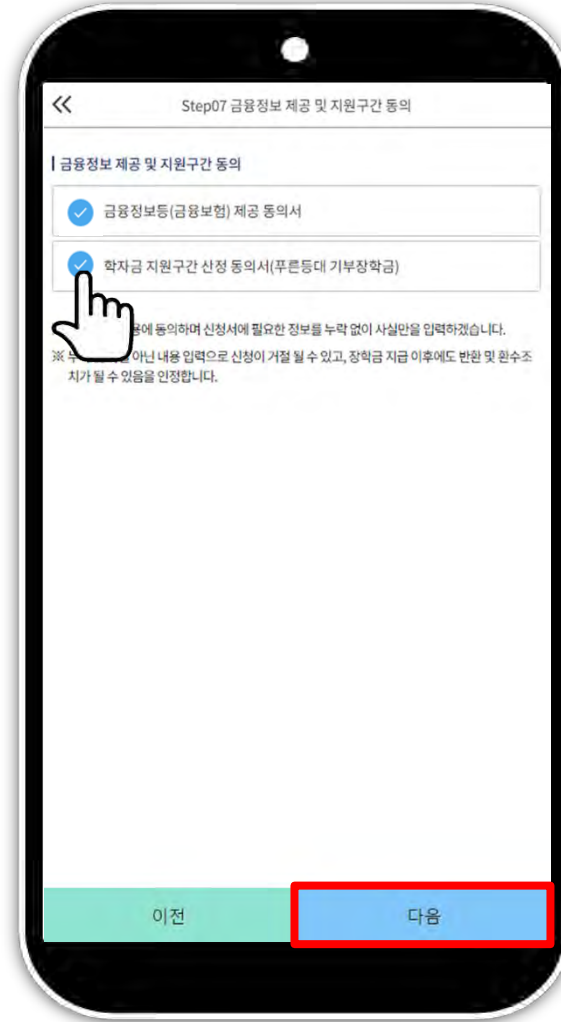 Step07 금융정보 제공 및 지원구간 동의
금융정보 제공 및 지원구간 동의
금융정보등(금융보험) 제공 동의서
학자금 지원구간 산정 동의서(푸른등대 기부장학금)
동의하며 신청서에 필요한 정보를 누락 없이 사실만을 입력하겠습니다.
※ 아닌 내용 입력으로 신청이 거절 될 수 있고, 장학금 지급 이후에도 반환 및 환수조
치가 될 수 있음을 인정합니다.
이전 다음